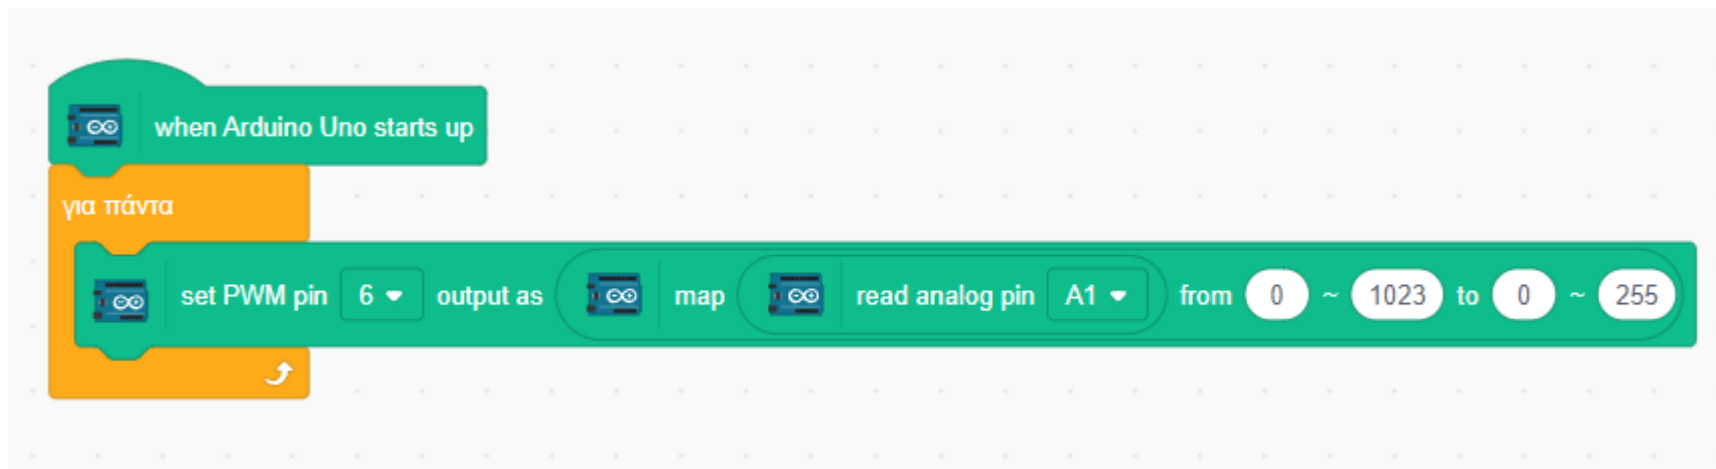 when Arduino Uno starts up
για πάντα
set PWM pin 6 output as map read analog pin A1 from 0 ~ 1023 to 0 ~ 255